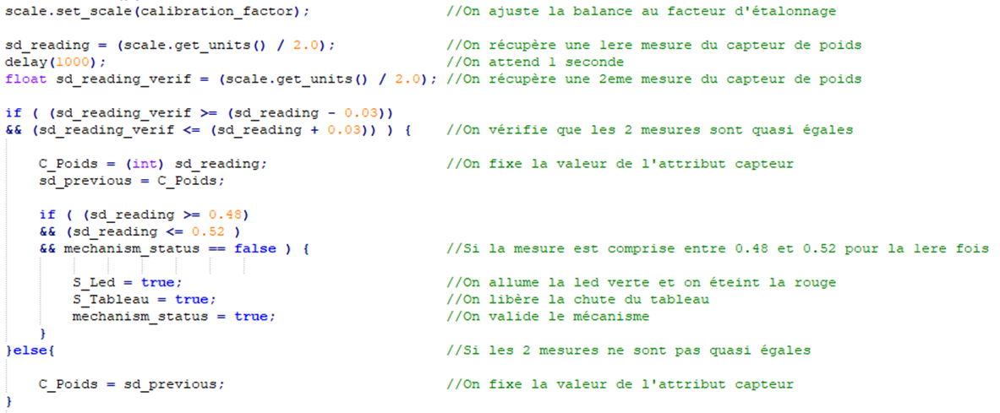 scale.set_scale(calibration_factor); //On ajuste la balance au facteur d'étalonnage
sd_reading = (scale.get_units() / 2.0); //On récupère une 1ere mesure du capteur de poids
delay(1000); //On attend 1 seconde
float sd_reading_verif = (scale.get_units() / 2.0); //On récupère une 2eme mesure du capteur de poids
if ( (sd_reading_verif >= (sd_reading - 0.03))
&& (sd_reading_verif <= (sd_reading + 0.03)) ) { //On vérifie que les 2 mesures sont quasi égales
C_Poids = (int) sd_reading; //On fixe la valeur de l'attribut capteur
sd_previous = C_Poids;
if ( (sd_reading >= 0.48)
&& (sd_reading <= 0.52 )
&& mechanism_status == false ) { //Si la mesure est comprise entre 0.48 et 0.52 pour la 1ere fois
S_Led = true; //On allume la led verte et on éteint la rouge
S_Tableau = true; //On libère la chute du tableau
mechanism_status = true; //On valide le mécanisme
}
}else{ //Si les 2 mesures ne sont pas quasi égales
C_Poids = sd_previous; //On fixe la valeur de l'attribut capteur
}